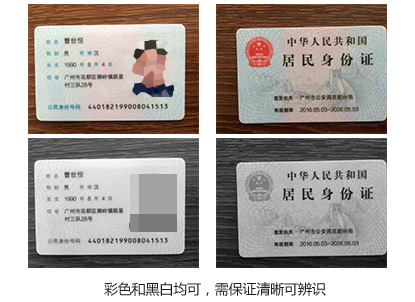 姓名 曹世恒
性别 男 民族 汉
出生 1990 年 8 月 4 日
住址 广州市花都区狮岭镇联星
村三队28号
公民身份号码 440182199008041513
中华人民共和国
居民身份证
签发机关 广州市公安局花都分局
有效期限 2016.05.03-2026.05.03
姓名 曹世恒
性别 男 民族 汉
出生 1990 年 8 月 4 日
住址 广州市花都区狮岭镇联星
村三队28号
公民身份号码 440182199008041513
中华人民共和国
居民身份证
签发机关 广州市公安局花都分局
有效期限 2016.05.03-2026.05.03
彩色和黑白均可，需保证清晰可辨识